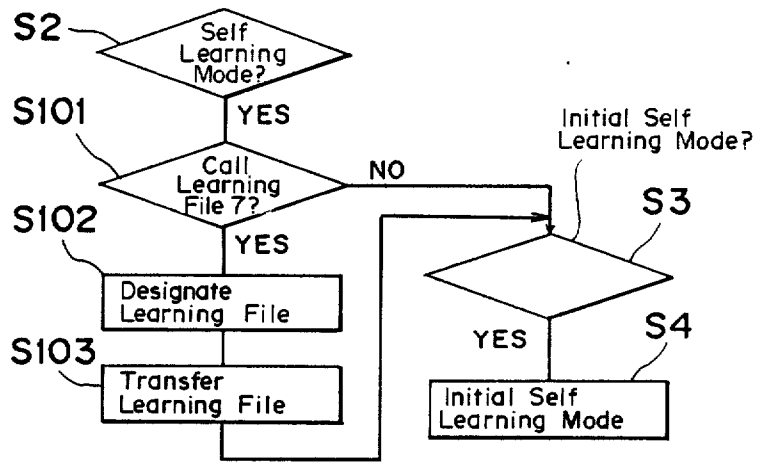 S2
Self
Learning
Mode?
YES
S101
Call
Learning
File 7?
NO
YES
S102
Designate
Learning File
S103
Transfer
Learning File
Initial Self
Learning Mode?
S3
YES
S4
Initial Self
Learning Mode